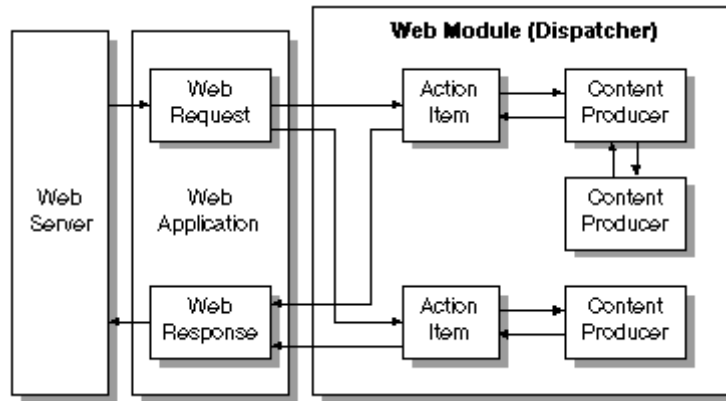 Web Module (Dispatcher)
Web
Request
Action
Item
Content
Producer
Web
Server
Web
Application
Content
Producer
Web
Response
Action
Item
Content
Producer